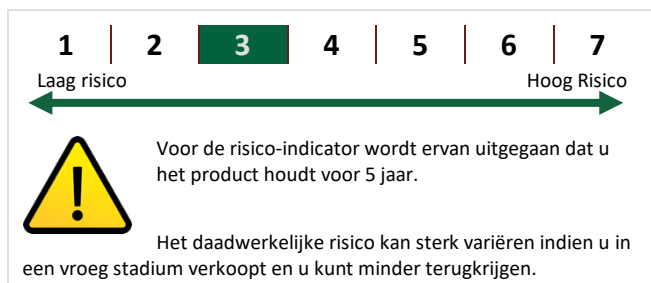 1 2 3 4 5 6 7
Laag risico Hoog Risico
Voor de risico-indicator wordt ervan uitgegaan dat u
het product houdt voor 5 jaar.
Het daadwerkelijke risico kan sterk variëren indien u in
een vroeg stadium verkoopt en u kunt minder terugkrijgen.